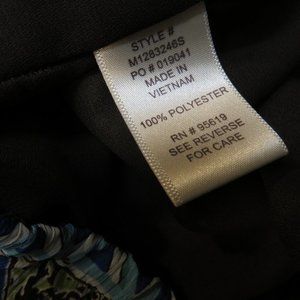 STYLE #
M1283246S
PO # 019041
MADE IN
VIETNAM
100% POLYESTER
RN # 95619
SEE REVERSE
FOR CARE